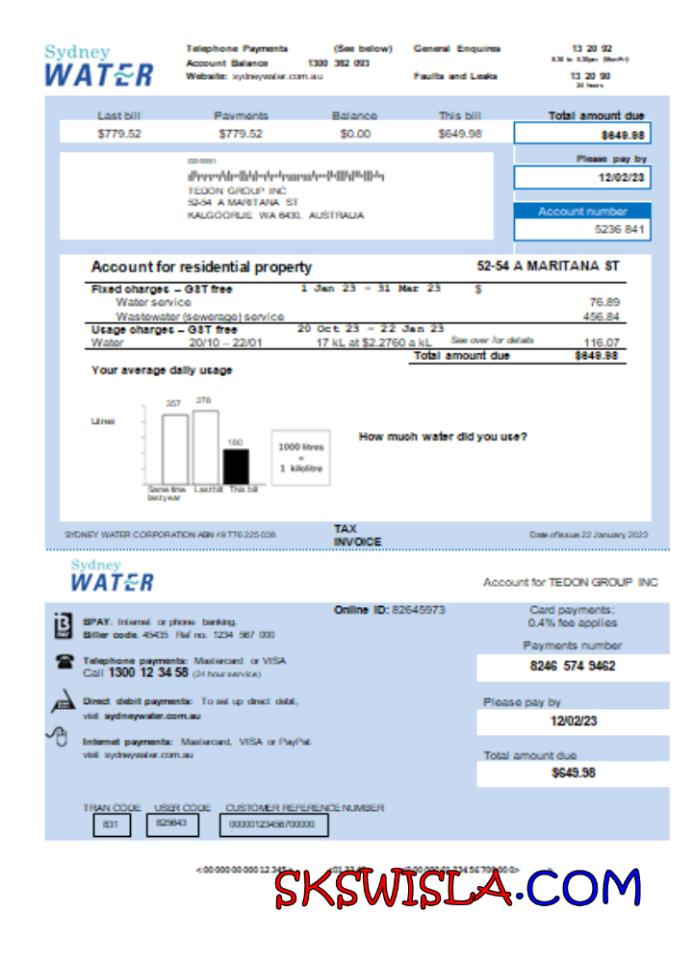 Sydney
WATER
Telephone Payments (See below)
Account Balance 1300 362 093
Website: sydneywater.com.au
General Enquires 13 20 92
8.30 to 5.30pm (Mon-Fri)
Faults and Leaks 13 20 90
24 hours
Last bill Payments Balance This bill Total amount due
$779.52 $779.52 $0.00 $649.98 $649.98
Please pay by
12/02/23
TEDON GROUP INC
52-54 A MARITANA ST
KALGOORLIE, WA 6430, AUSTRALIA
Account number
5236 841
Account for residential property 52-54 A MARITANA ST
Fixed charges – GST free 1 Jan 23 – 31 Mar 23 $
Water service 76.89
Wastewater (sewerage) service 456.84
Usage charges – GST free 20 Oct 23 – 22 Jan 23
Water 20/10 – 22/01 17 kL at $2.2760 a kL See over for details 116.07
Total amount due $649.98
Your average daily usage
Litres
357 378 180
Same time last year
Last bill
This bill
1000 litres
=
1 kilolitre
How much water did you use?
SYDNEY WATER CORPORATION ABN 49 776 225 038
TAX
INVOICE
Date of issue 22 January 2023
Sydney
WATER
Account for TEDON GROUP INC
BPAY. Internet or phone banking.
Biller code. 45435 Ref no. 1234 567 000
Online ID: 82645973
Card payments:
0.4% fee applies
Payments number
8246 574 9462
Telephone payments: Mastercard or VISA
Call 1300 12 34 58 (24 hour service)
Direct debit payments: To set up direct debit,
visit sydneywater.com.au
Please pay by
12/02/23
Internet payments: Mastercard, VISA or PayPal.
visit sydneywater.com.au
Total amount due
$649.98
TRAN CODE USER CODE CUSTOMER REFERENCE NUMBER
831 825643 00000123456700000
SKSWISLA.COM